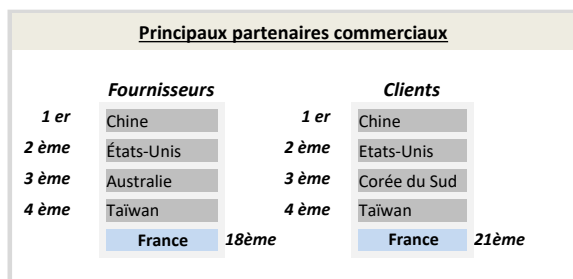 Principaux partenaires commerciaux
Fournisseurs Clients
1 er Chine 1 er Chine
2 ème États-Unis 2 ème Etats-Unis
3 ème Australie 3 ème Corée du Sud
4 ème Taïwan 4 ème Taïwan
France 18ème France 21ème